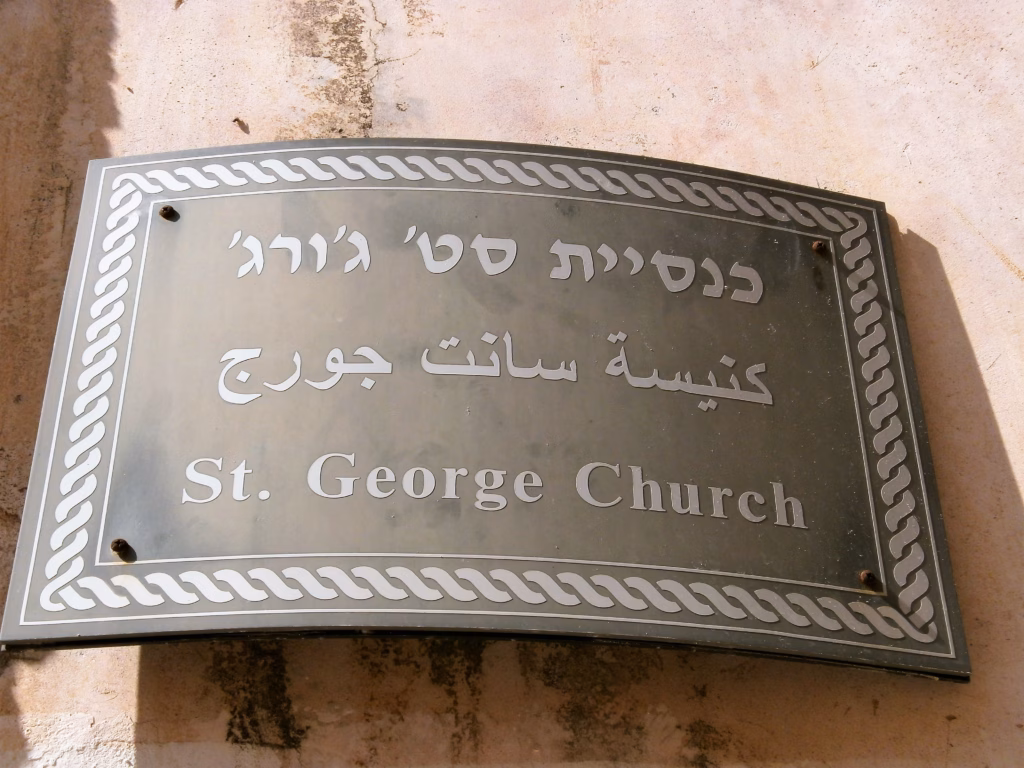 כנסיית סט' ג'ורג'
كنيسة سانت جورج
St. George Church